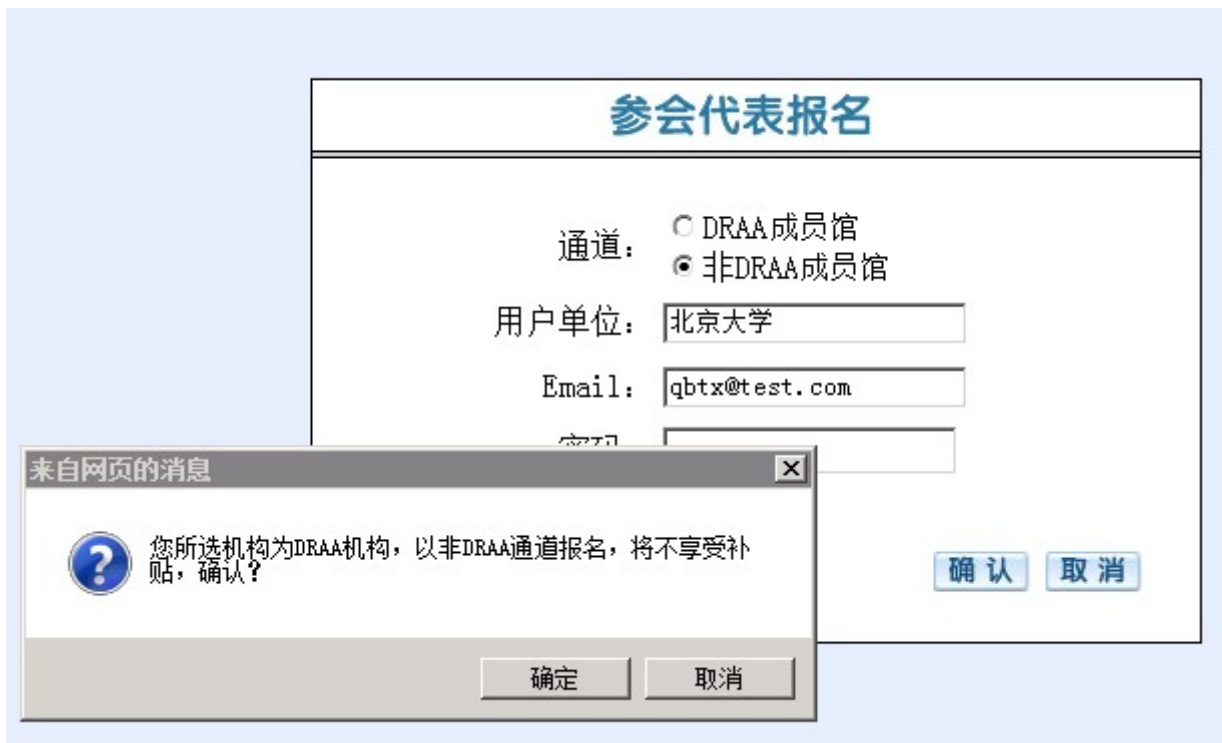 参会代表报名
通道：
DRAA成员馆
非DRAA成员馆
用户单位：
北京大学
Email：
qbtx@test.com
密码
来自网页的消息
您所选机构为DRAA机构，以非DRAA通道报名，将不享受补
贴，确认？
确定
取消
确 认
取 消